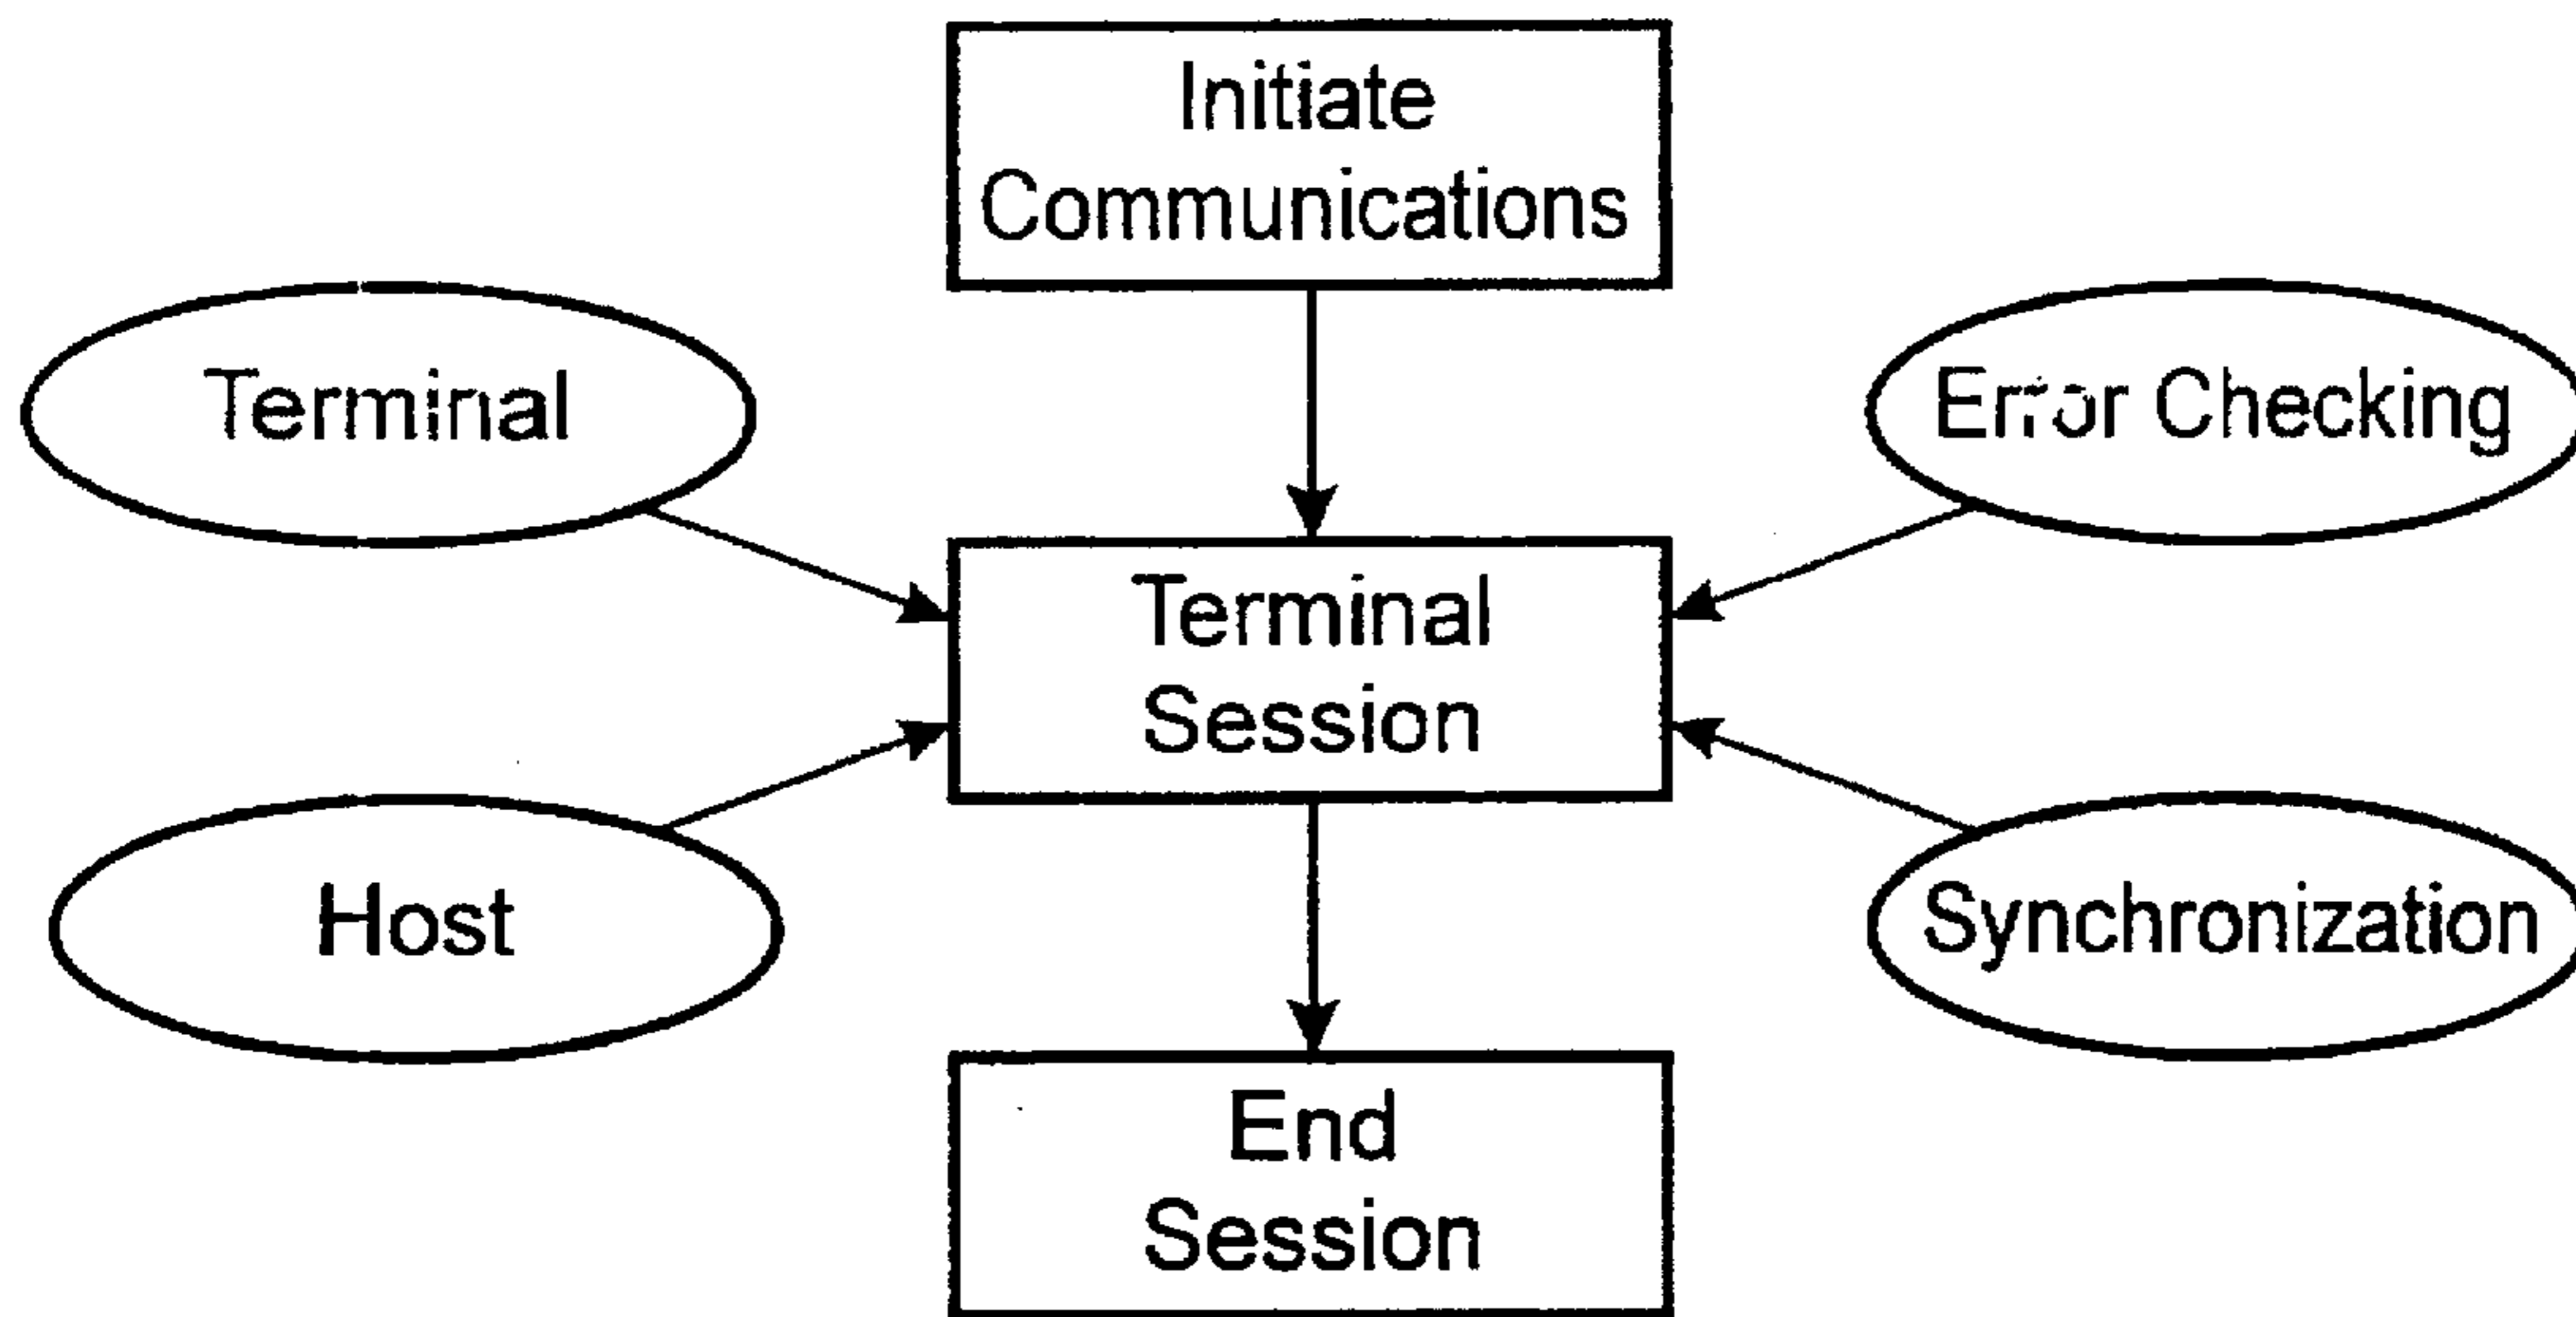 Initiate
Communications
Terminal
Error Checking
Terminal
Session
Host
Synchronization
End
Session